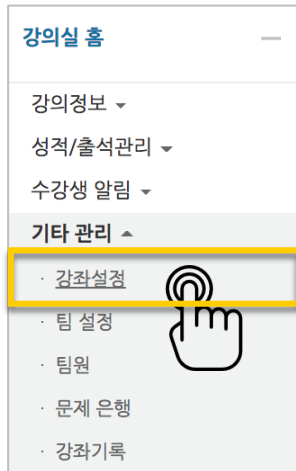 강의실 홈
강의정보
성적/출석관리
수강생 알림
기타 관리
· 강좌설정
· 팀 설정
· 팀원
· 문제 은행
· 강좌기록